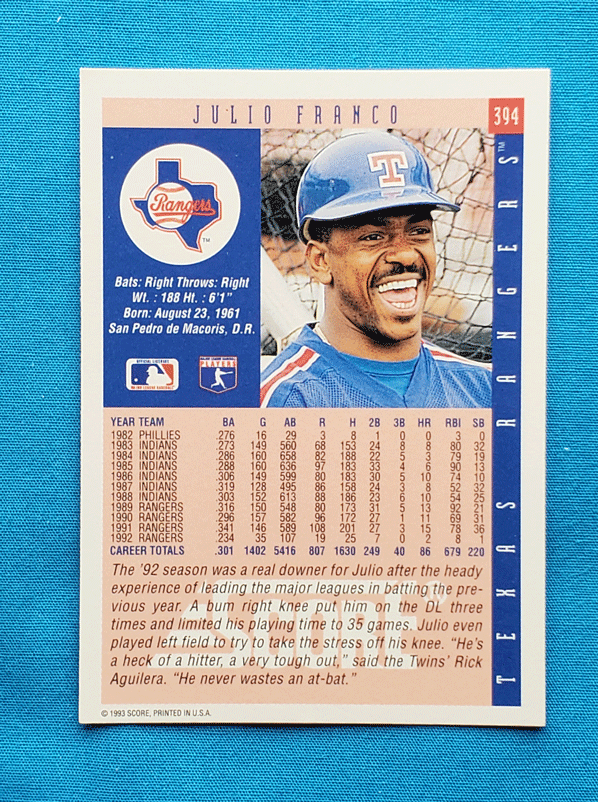 JULIO FRANCO
394
Rangers
TM
T
Bats: Right Throws: Right
Wt. : 188 Ht. : 6'1"
Born: August 23, 1961
San Pedro de Macoris, D.R.
TEXAS RANGERS™
YEAR TEAM BA G AB R H 2B 3B HR RBI SB
1982 PHILLIES .276 16 29 3 8 1 0 0 3 0
1983 INDIANS .273 149 560 68 153 24 8 8 80 32
1984 INDIANS .286 160 658 82 188 22 5 3 79 19
1985 INDIANS .288 160 636 97 183 33 4 6 90 13
1986 INDIANS .306 149 599 80 183 30 5 10 74 10
1987 INDIANS .319 128 495 86 158 24 3 8 52 32
1988 INDIANS .303 152 613 88 186 23 6 10 54 25
1989 RANGERS .316 150 548 80 173 31 5 13 92 21
1990 RANGERS .296 157 582 96 172 27 1 11 69 31
1991 RANGERS .341 146 589 108 201 27 3 15 78 36
1992 RANGERS .234 35 107 19 25 7 0 2 8 1
CAREER TOTALS .301 1402 5416 807 1630 249 40 86 679 220
The '92 season was a real downer for Julio after the heady
experience of leading the major leagues in batting the pre-
vious year. A bum right knee put him on the DL three
times and limited his playing time to 35 games. Julio even
played left field to try to take the stress off his knee. "He's
a heck of a hitter, a very tough out," said the Twins' Rick
Aguilera. "He never wastes an at-bat."
SCORE
© 1993 SCORE, PRINTED IN U.S.A.